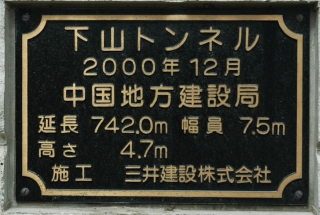 下山トンネル
2000年12月
中国地方建設局
延長 742.0m 幅員 7.5m
高さ 4.7m
施工 三井建設株式会社